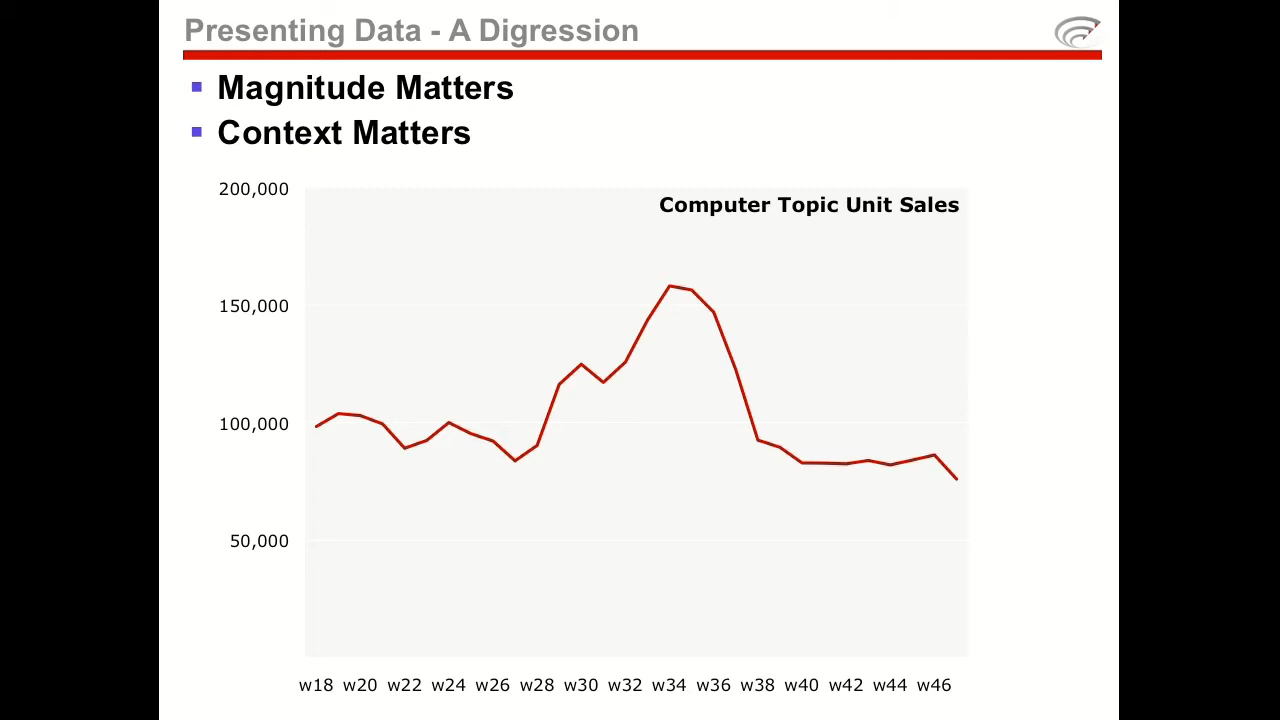 Presenting Data - A Digression
Magnitude Matters
Context Matters
Computer Topic Unit Sales
200,000
150,000
100,000
50,000
w18 w20 w22 w24 w26 w28 w30 w32 w34 w36 w38 w40 w42 w44 w46